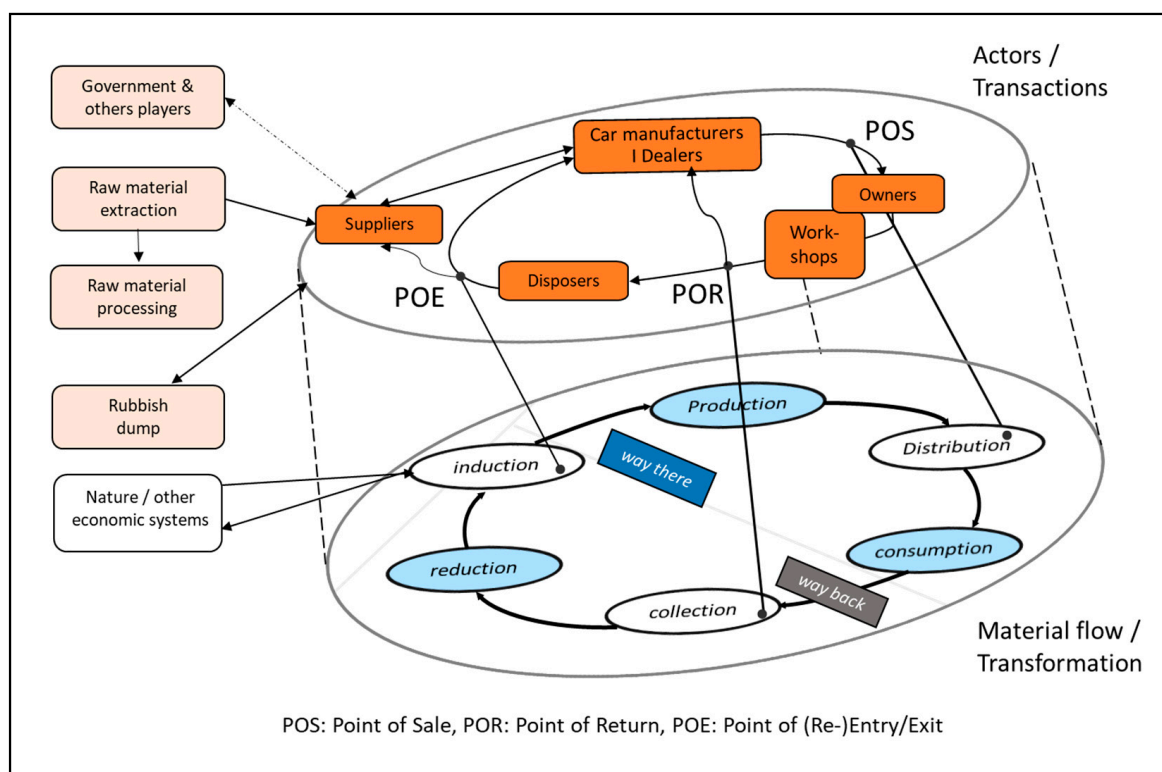 Actors /
Transactions
Government &
others players
Raw material
extraction
Raw material
processing
Rubbish
dump
Nature / other
economic systems
Car manufacturers
I Dealers
POS
Owners
Suppliers
Work-
shops
Disposers
POE
POR
Production
way there
Distribution
induction
consumption
reduction
way back
collection
Material flow /
Transformation
POS: Point of Sale, POR: Point of Return, POE: Point of (Re-)Entry/Exit